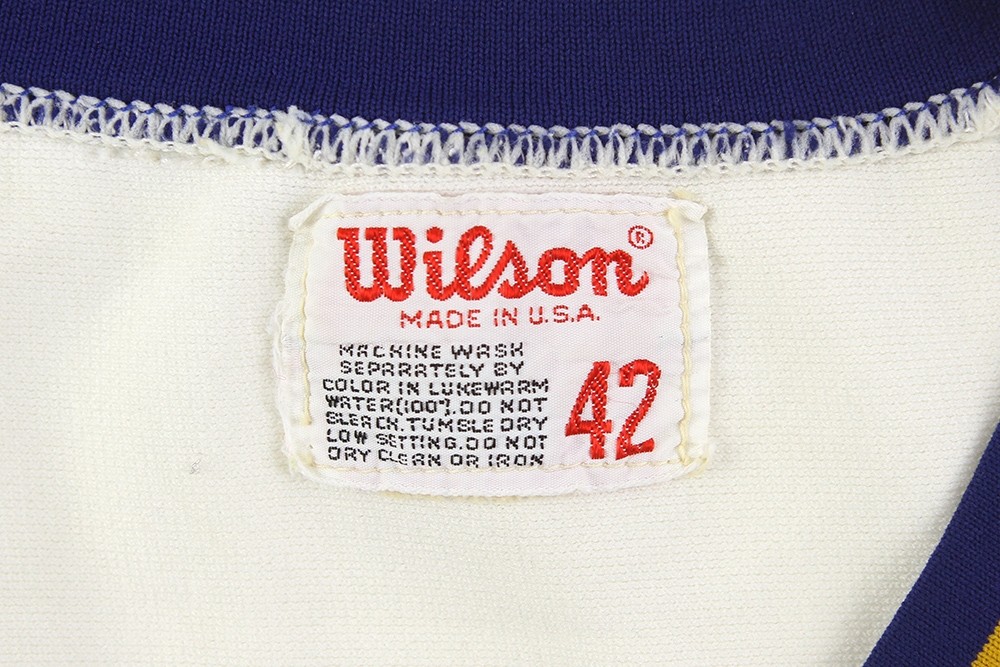 Wilson®
MADE IN U.S.A.
MACHINE WASH
SEPARATELY BY
COLOR IN LUKEWARM
WATER(100°).DO NOT
BLEACH.TUMBLE DRY
LOW SETTING.DO NOT
DRY CLEAN OR IRON
42